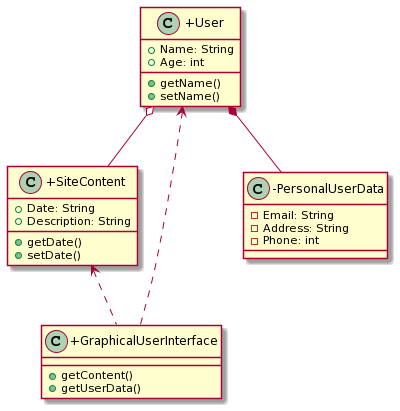 C +User
Name: String
Age: int
getName()
setName()
C +SiteContent
Date: String
Description: String
getDate()
setDate()
C -PersonalUserData
Email: String
Address: String
Phone: int
C +GraphicalUserInterface
getContent()
getUserData()